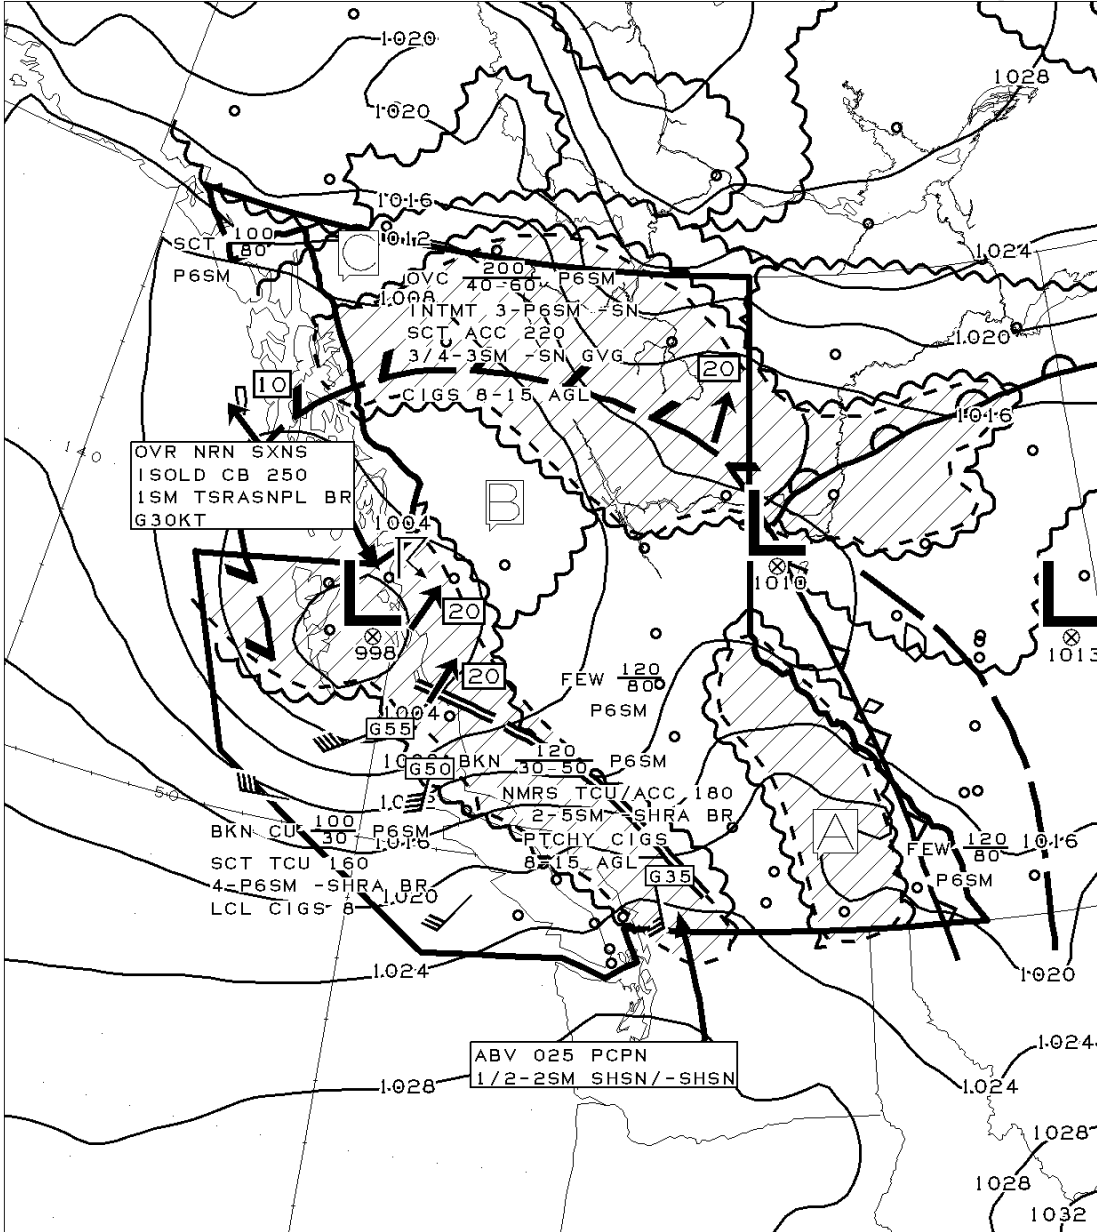 1020
1028
1020
1016
SCT 100
80
P6SM
1012
C
1024
OVC 200 P6SM
40-60
1008
INTMT 3-P6SM -SN
SCT ACC 220
3/4-3SM -SN GVG
CIGS 8-15 AGL
1020
20
10
1016
140
OVR NRN SXNS
ISOLD CB 250
1SM TSRASNPL BR
G30KT
B
1004
L
1010
L
998
20
L
1013
20
FEW 120
80
P6SM
1004
G55
G50
BKN 120 P6SM
30-50
NMRS TCU/ACC 180
2-5SM -SHRA BR
PTCHY CIGS
8-15 AGL
50
BKN CU 100 P6SM
30
1016
SCT TCU 160
4-P6SM -SHRA BR
LCL CIGS 8
1020
G35
A
FEW 120
80
P6SM
1016
1024
1020
ABV 025 PCPN
1/2-2SM SHSN/-SHSN
1028
1024
1024
1028
1028
1032